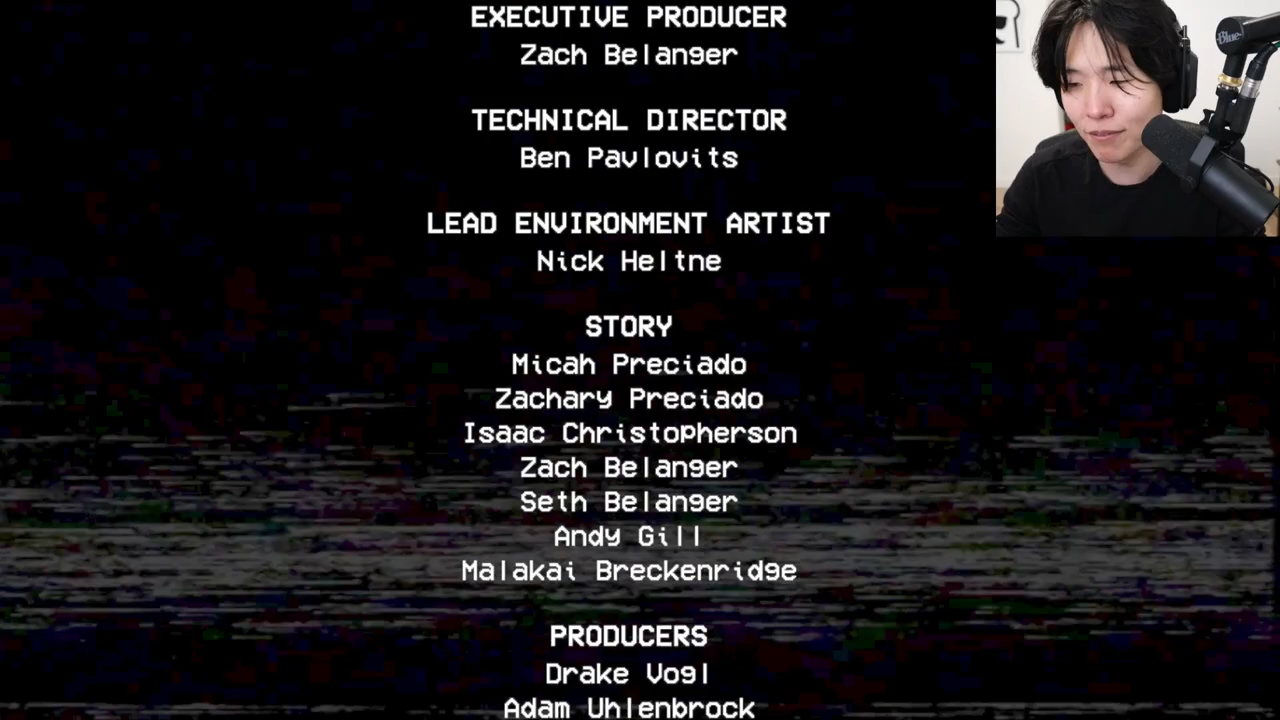 EXECUTIVE PRODUCER
Zach Belanger
TECHNICAL DIRECTOR
Ben Pavlovits
LEAD ENVIRONMENT ARTIST
Nick Heltne
STORY
Micah Preciado
Zachary Preciado
Isaac Christopherson
Zach Belanger
Seth Belanger
Andy Gill
Malakai Breckenridge
PRODUCERS
Drake Vogl
Adam Uhlenbrock
Blue